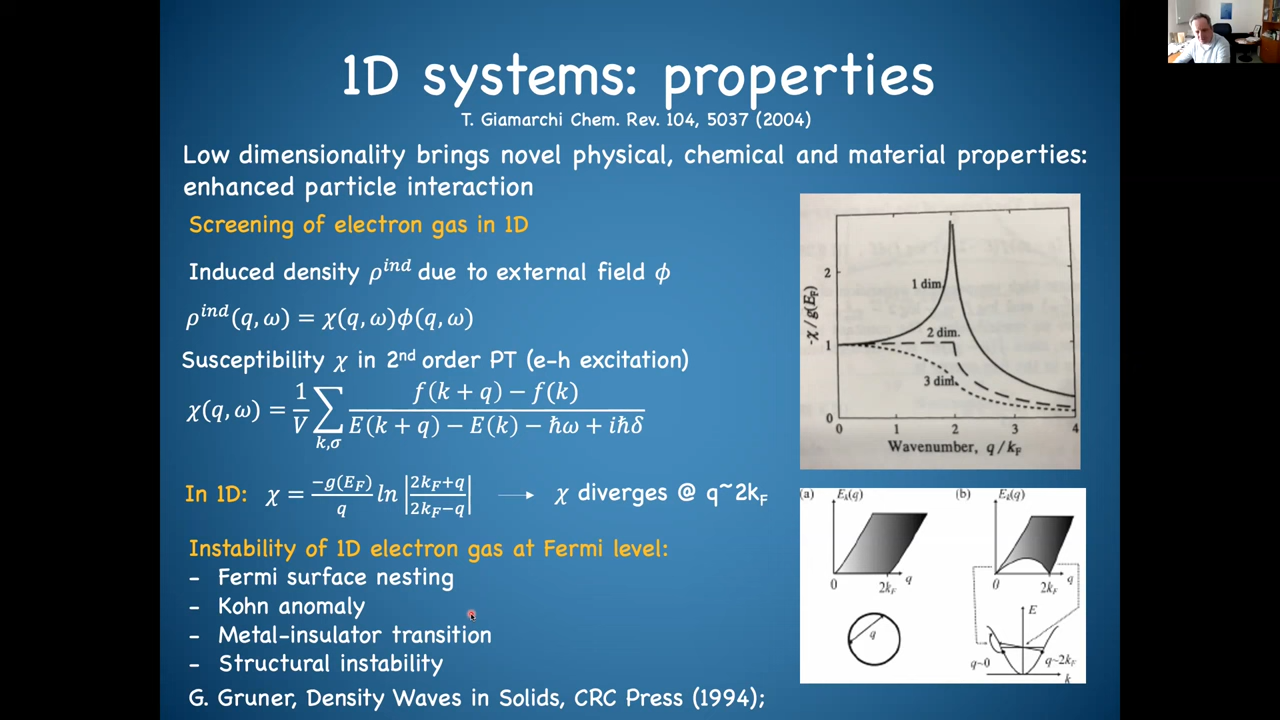 1D systems: properties
T. Giamarchi Chem. Rev. 104, 5037 (2004)
Low dimensionality brings novel physical, chemical and material properties:
enhanced particle interaction
Screening of electron gas in 1D
Induced density ρ^{ind} due to external field ϕ
ρ^{ind}(q, ω) = χ(q, ω)ϕ(q, ω)
Susceptibility χ in 2nd order PT (e-h excitation)
χ(q, ω) = \frac{1}{V} \sum_{k,σ} \frac{f(k + q) − f(k)}{E(k + q) − E(k) − ħω + iħδ}
In 1D: χ = \frac{−g(E_F)}{q} ln |\frac{2k_F+q}{2k_F−q}| → χ diverges @ q~2k_F
Instability of 1D electron gas at Fermi level:
- Fermi surface nesting
- Kohn anomaly
- Metal-insulator transition
- Structural instability
G. Gruner, Density Waves in Solids, CRC Press (1994);
-χ / g(E_F)
2
1
0
1 dim.
2 dim.
3 dim.
0 1 2 3 4
Wavenumber, q/k_F
(a) E_k(q)
0 2k_F q
q
(b) E_k(q)
0 2k_F q
E
q~0 q~2k_F
k